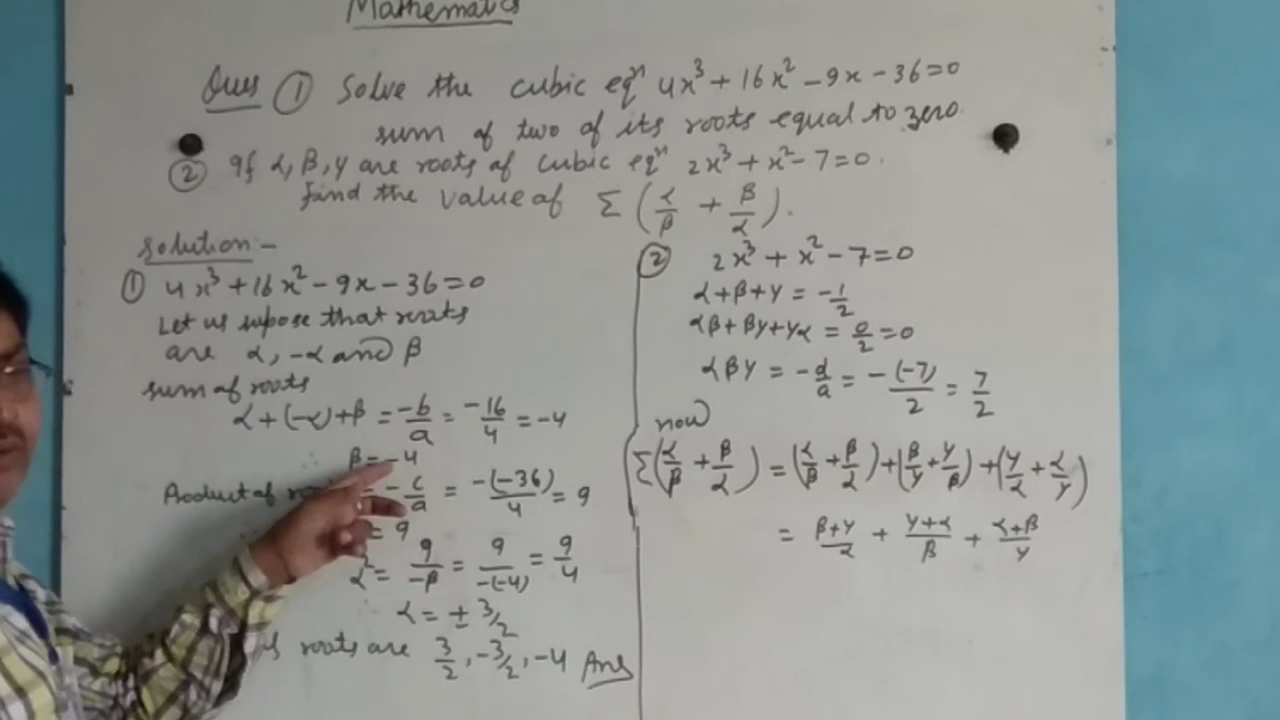 Mathematics
Ques ① Solve the cubic eqⁿ 4x³ + 16x² - 9x - 36 = 0
sum of two of its roots equal to zero.
② If α, β, γ are roots of cubic eqⁿ 2x³ + x² - 7 = 0.
find the value of Σ (α/β + β/α).
Solution:-
① 4x³ + 16x² - 9x - 36 = 0
Let us supose that roots
are α, -α and β
sum of roots
α + (-α) + β = -b/a = -16/4 = -4
β = -4
Product of = -c/a = -(-36)/4 = 9
= 9
α² = 9/-β = 9/-(-4) = 9/4
α = ± 3/2
roots are 3/2, -3/2, -4 Ans
② 2x³ + x² - 7 = 0
α + β + γ = -1/2
αβ + βγ + γα = 0/2 = 0
αβγ = -d/a = -(-7)/2 = 7/2
now
Σ(α/β + β/α) = (α/β + β/α) + (β/γ + γ/β) + (γ/α + α/γ)
= β+γ/α + γ+α/β + α+β/γ